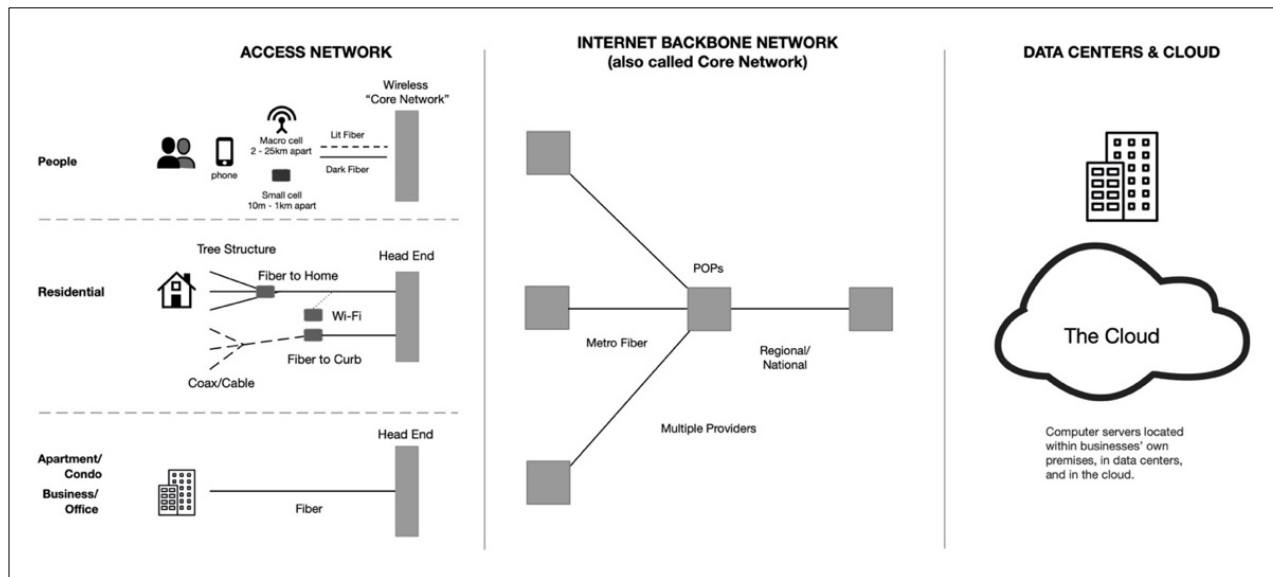 ACCESS NETWORK
Wireless
“Core Network”
Macro cell
2 - 25km apart
Lit Fiber
Dark Fiber
People
phone
Small cell
10m - 1km apart
Tree Structure
Head End
Fiber to Home
Residential
Wi-Fi
Fiber to Curb
Coax/Cable
Head End
Apartment/
Condo
Business/
Office
Fiber
INTERNET BACKBONE NETWORK
(also called Core Network)
POPs
Metro Fiber
Regional/
National
Multiple Providers
DATA CENTERS & CLOUD
The Cloud
Computer servers located
within businesses’ own
premises, in data centers,
and in the cloud.